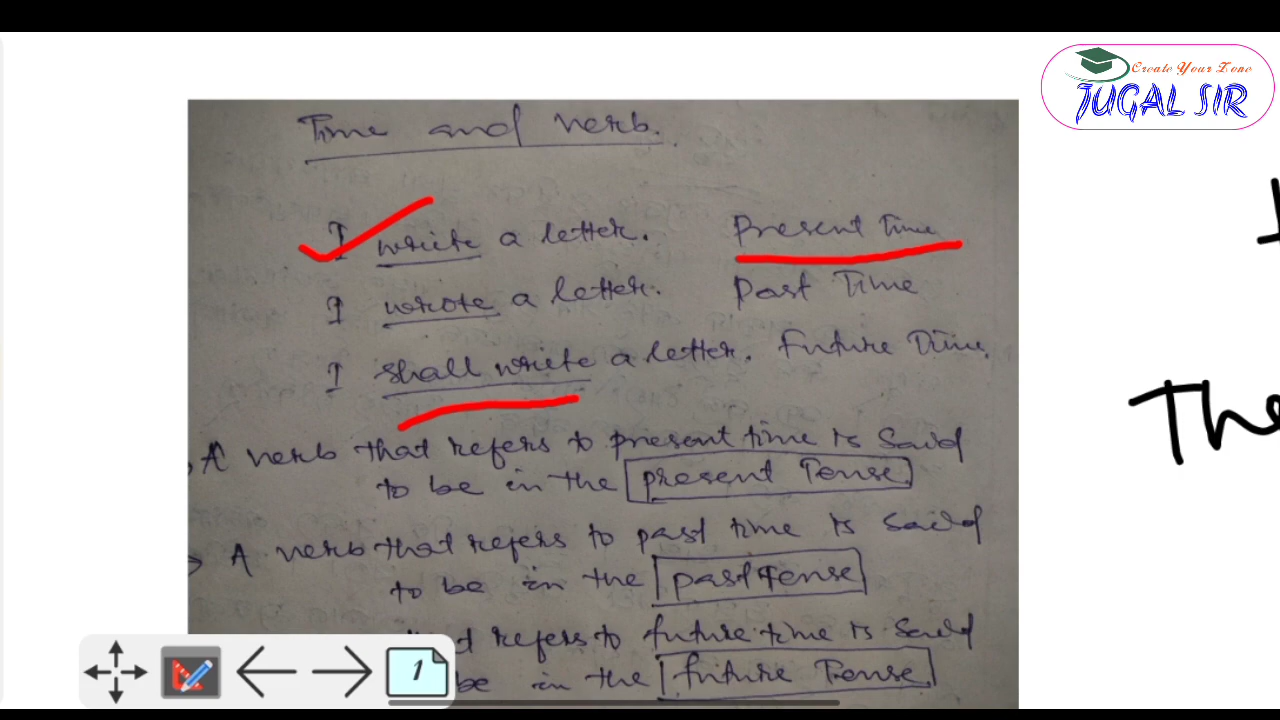 Create Your Zone
JUGAL SIR
Time and verb.
I write a letter. Present Time
I wrote a letter. Past Time
I shall write a letter. Future Time.
A verb that refers to present time is said
to be in the present Tense.
→ A verb that refers to past time is said
to be in the past Tense
refers to future time is said
be in the future Tense.
The
1